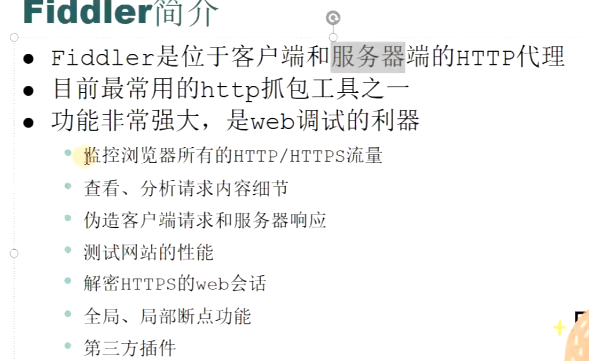 Fiddler简介
Fiddler是位于客户端和服务器端的HTTP代理
目前最常用的http抓包工具之一
功能非常强大，是web调试的利器
监控浏览器所有的HTTP/HTTPS流量
查看、分析请求内容细节
伪造客户端请求和服务器响应
测试网站的性能
解密HTTPS的web会话
全局、局部断点功能
第三方插件